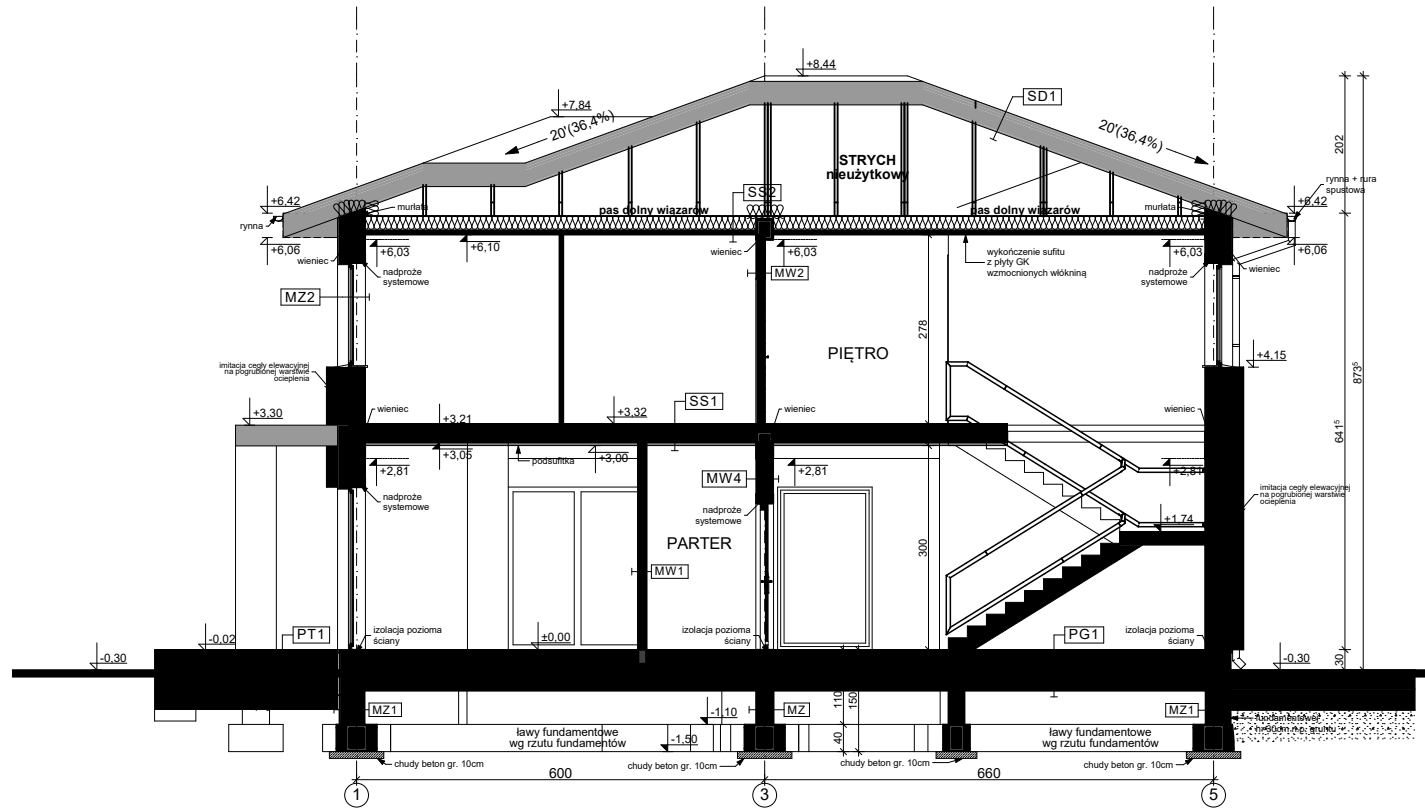 +8,44
+7,84
SD1
20'(36,4%)
20'(36,4%)
202
STRYCH
nieużytkowy
rynna + rura
spustowa
SS2
+6,42
murłata
pas dolny wiązarów
pas dolny wiązarów
murłata
+6,42
rynna
+6,06
+6,03
+6,10
wieniec
+6,03
wykończenie sufitu
z płyty GK
wzmocnionych włókniną
+6,03
+6,06
wieniec
nadproże
systemowe
MW2
nadproże
systemowe
wieniec
MZ2
278
PIĘTRO
+4,15
873⁵
imitacja cegły elewacyjnej
na pogrubionej warstwie
ocieplenia
+3,30
wieniec
+3,21
+3,32
SS1
wieniec
wieniec
641⁵
+3,05
podsufitka
+3,00
+2,81
+2,81
+2,81
MW4
nadproże
systemowe
nadproże
systemowe
imitacja cegły elewacyjnej
na pogrubionej warstwie
ocieplenia
+1,74
PARTER
300
MW1
-0,02
PT1
izolacja pozioma
ściany
±0,00
izolacja pozioma
ściany
PG1
izolacja pozioma
ściany
-0,30
-0,30
30
MZ1
-1,10
MZ
110
150
MZ1
fundamentowej
ławy fundamentowe
wg rzutu fundamentów
-1,50
40
ławy fundamentowe
wg rzutu fundamentów
chudy beton gr. 10cm
chudy beton gr. 10cm
chudy beton gr. 10cm
chudy beton gr. 10cm
600
660
1
3
5